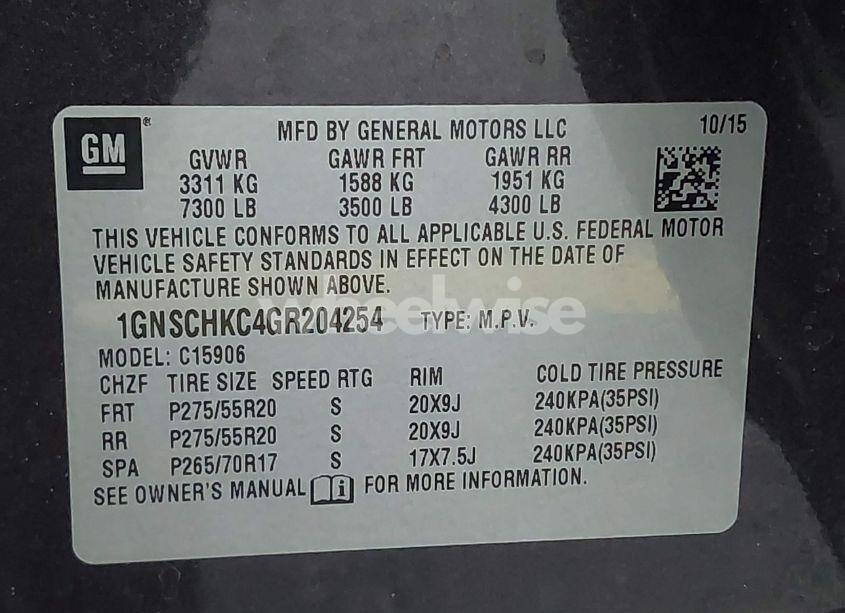 GM ®
MFD BY GENERAL MOTORS LLC 10/15
GVWR GAWR FRT GAWR RR
3311 KG 1588 KG 1951 KG
7300 LB 3500 LB 4300 LB
THIS VEHICLE CONFORMS TO ALL APPLICABLE U.S. FEDERAL MOTOR
VEHICLE SAFETY STANDARDS IN EFFECT ON THE DATE OF
MANUFACTURE SHOWN ABOVE.
wheelwise
1GNSCHKC4GR204254 TYPE: M.P.V.
MODEL: C15906
CHZF TIRE SIZE SPEED RTG RIM COLD TIRE PRESSURE
FRT P275/55R20 S 20X9J 240KPA(35PSI)
RR P275/55R20 S 20X9J 240KPA(35PSI)
SPA P265/70R17 S 17X7.5J 240KPA(35PSI)
SEE OWNER'S MANUAL i FOR MORE INFORMATION.